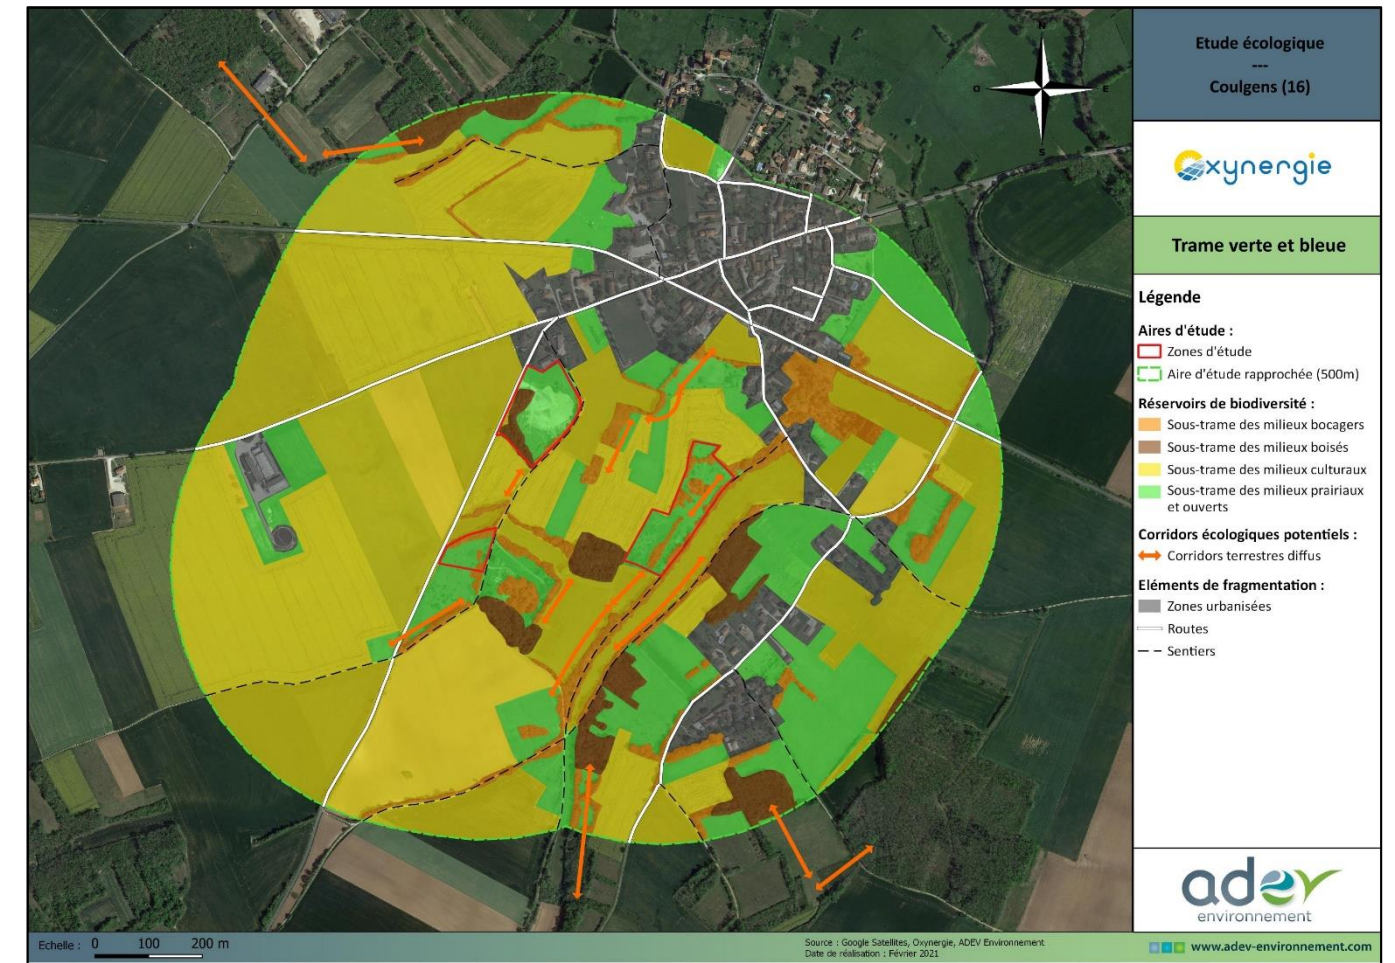 Etude écologique
---
Coulgens (16)
Oxynergie
Trame verte et bleue
Légende
Aires d'étude :
Zones d'étude
Aire d'étude rapprochée (500m)
Réservoirs de biodiversité :
Sous-trame des milieux bocagers
Sous-trame des milieux boisés
Sous-trame des milieux culturaux
Sous-trame des milieux prairiaux
et ouverts
Corridors écologiques potentiels :
Corridors terrestres diffus
Eléments de fragmentation :
Zones urbanisées
Routes
Sentiers
adev
environnement
www.adev-environnement.com
N
O
E
S
Echelle : 0 100 200 m
Source : Google Satellites, Oxynergie, ADEV Environnement
Date de réalisation : Février 2021